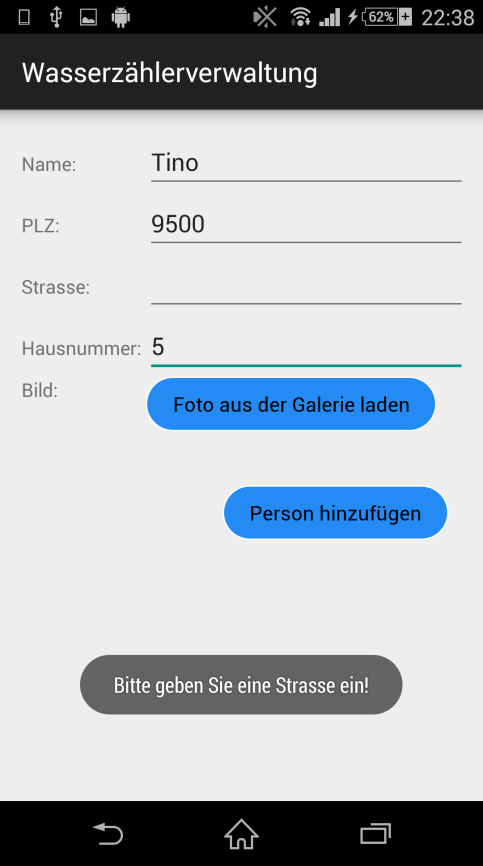 62% 22:38
Wasserzählerverwaltung
Name: Tino
PLZ: 9500
Strasse:
Hausnummer: 5
Bild: Foto aus der Galerie laden
Person hinzufügen
Bitte geben Sie eine Strasse ein!